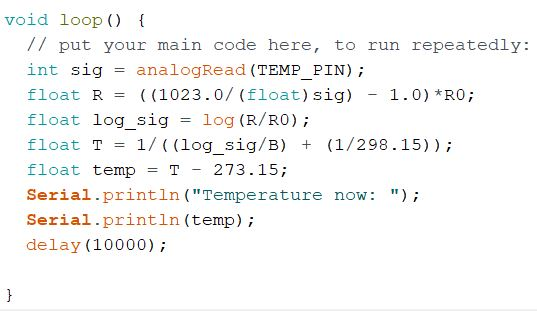 void loop() {
  // put your main code here, to run repeatedly:
  int sig = analogRead(TEMP_PIN);
  float R = ((1023.0/(float)sig) - 1.0)*R0;
  float log_sig = log(R/R0);
  float T = 1/((log_sig/B) + (1/298.15));
  float temp = T - 273.15;
  Serial.println("Temperature now: ");
  Serial.println(temp);
  delay(10000);
}